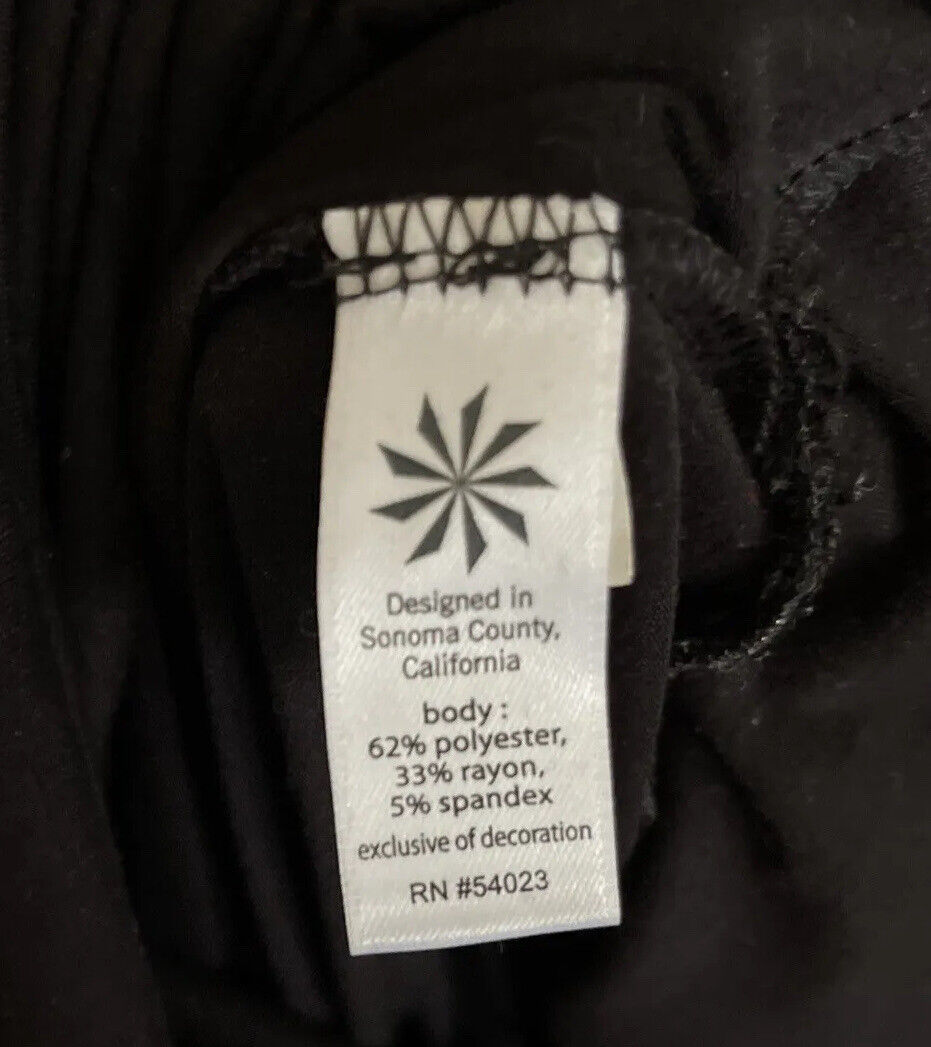 Designed in
Sonoma County,
California
body :
62% polyester,
33% rayon,
5% spandex
exclusive of decoration
RN #54023